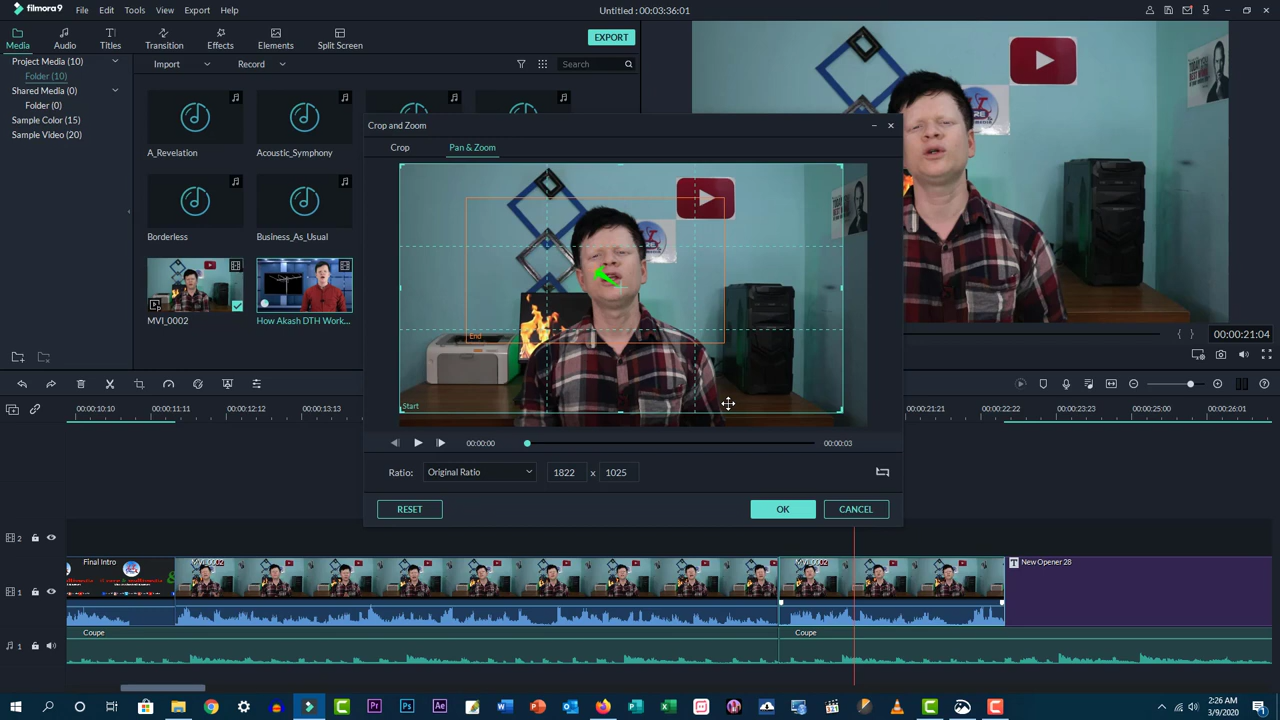 filmora9
File Edit Tools View Export Help
Untitled : 00:03:36:01
Media Audio Titles Transition Effects Elements Split Screen
EXPORT
Project Media (10)
Folder (10)
Shared Media (0)
Folder (0)
Sample Color (15)
Sample Video (20)
Import Record Search
A_Revelation
Acoustic_Symphony
Borderless
Business_As_Usual
MVI_0002
How Akash DTH Work...
Crop and Zoom
Crop Pan & Zoom
End
Start
00:00:00
00:00:03
Ratio: Original Ratio 1822 x 1025
RESET OK CANCEL
00:00:21:04
00:00:10:10 00:00:11:11 00:00:12:12 00:00:13:13 00:00:21:21 00:00:22:22 00:00:23:23 00:00:25:00 00:00:26:01
2
Final Intro MVI_0002 MVI_0002 New Opener 28
1
Coupe Coupe
1
2:26 AM
3/9/2020